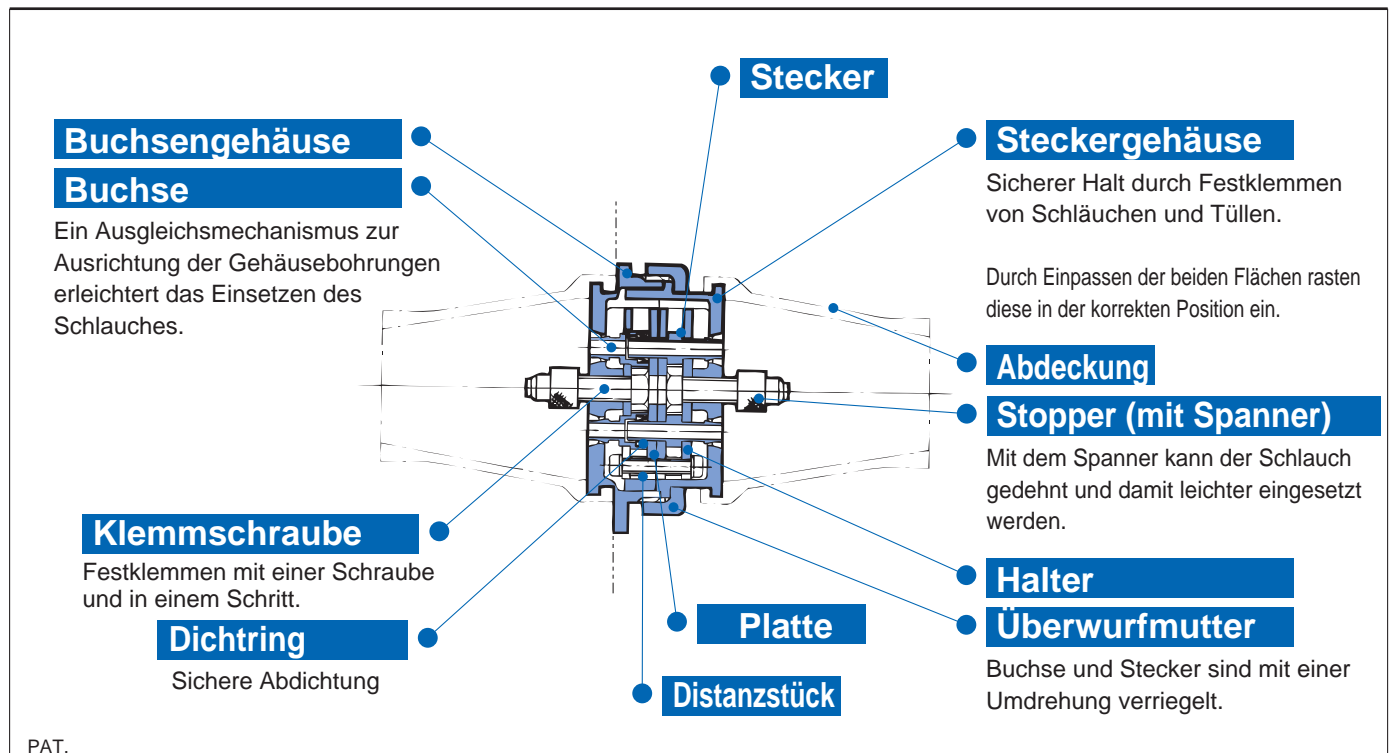 Stecker
Buchsengehäuse
Buchse
Ein Ausgleichsmechanismus zur
Ausrichtung der Gehäusebohrungen
erleichtert das Einsetzen des
Schlauches.
Steckergehäuse
Sicherer Halt durch Festklemmen
von Schläuchen und Tüllen.
Durch Einpassen der beiden Flächen rasten
diese in der korrekten Position ein.
Abdeckung
Stopper (mit Spanner)
Mit dem Spanner kann der Schlauch
gedehnt und damit leichter eingesetzt
werden.
Klemmschraube
Festklemmen mit einer Schraube
und in einem Schritt.
Dichtring
Sichere Abdichtung
Platte
Distanzstück
Halter
Überwurfmutter
Buchse und Stecker sind mit einer
Umdrehung verriegelt.
PAT.